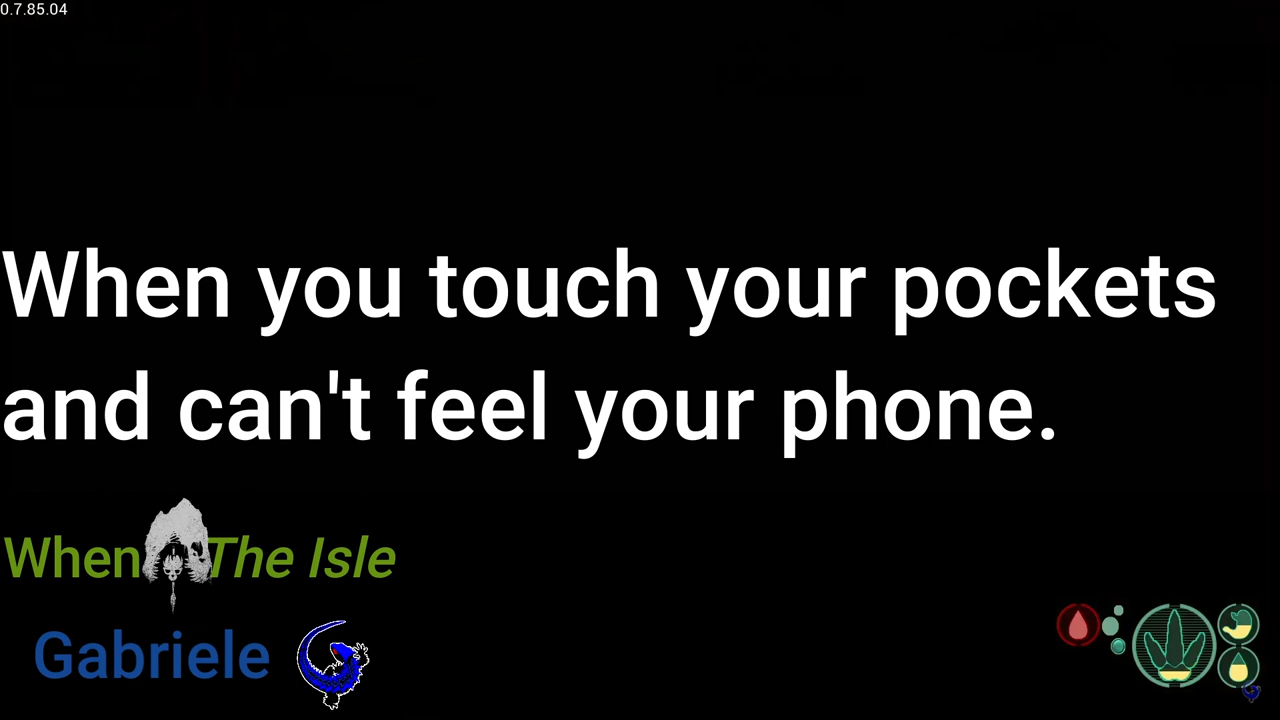 0.7.85.04
When you touch your pockets
and can't feel your phone.
When The Isle
Gabriele